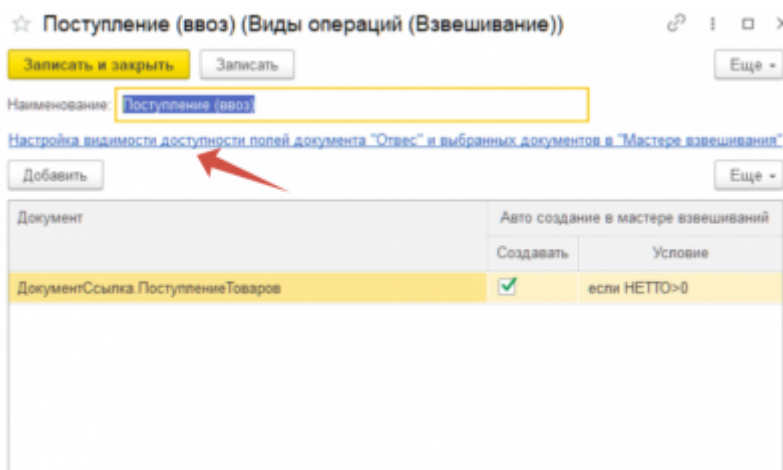 Поступление (ввоз) (Виды операций (Взвешивание))
Записать и закрыть Записать Еще
Наименование: Поступление (ввоз)
Настройка видимости доступности полей документа "Отвес" и выбранных документов в "Мастере взвешивания"
Добавить Еще
Документ Авто создание в мастере взвешиваний
Создавать Условие
ДокументСсылка.ПоступлениеТоваров если НЕТТО>0